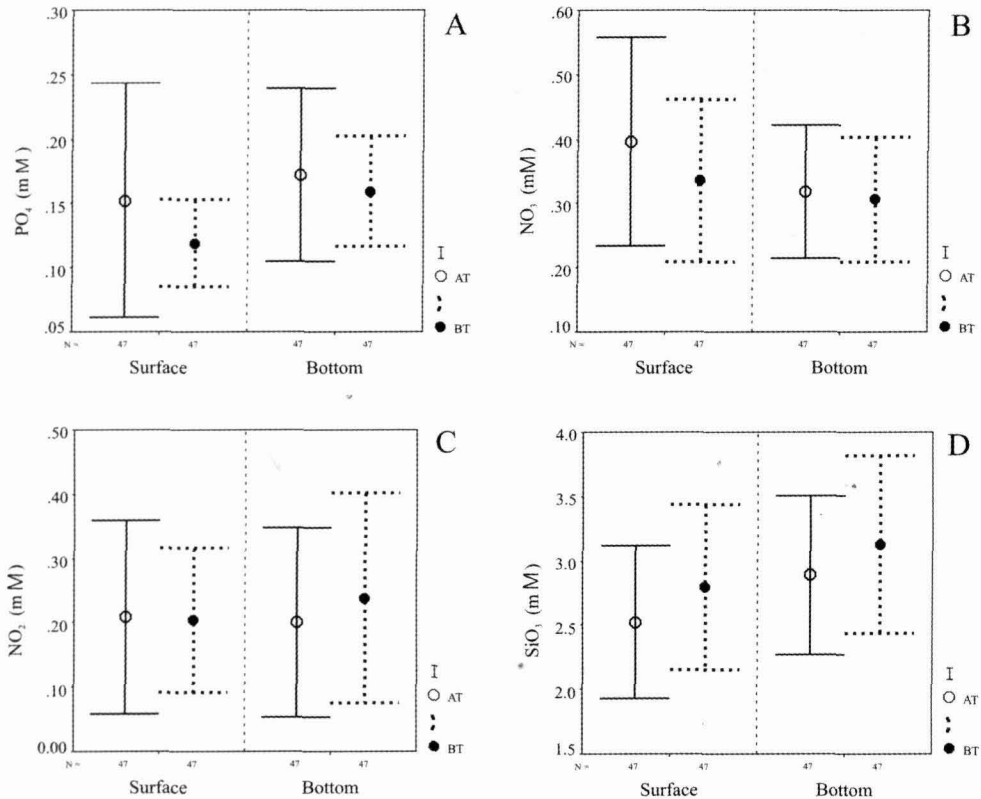 A
PO₄ (mM)
.30
.25
.20
.15
.10
.05
N = 47 47 47 47
Surface Bottom
AT
BT
B
NO₃ (mM)
.60
.50
.40
.30
.20
.10
N = 47 47 47 47
Surface Bottom
AT
BT
C
NO₂ (mM)
.50
.40
.30
.20
.10
0.00
N = 47 47 47 47
Surface Bottom
AT
BT
D
SiO₃ (mM)
4.0
3.5
3.0
2.5
2.0
1.5
N = 47 47 47 47
Surface Bottom
AT
BT